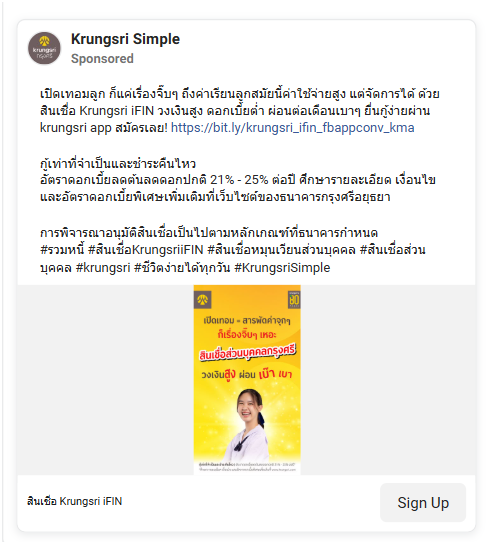 Krungsri Simple
Sponsored
krungsri
กรุงศรี
เปิดเทอมลูก ก็แค่เรื่องจิ๊บๆ ถึงค่าเรียนลูกสมัยนี้ค่าใช้จ่ายสูง แต่จัดการได้ ด้วย
สินเชื่อ Krungsri iFIN วงเงินสูง ดอกเบี้ยต่ำ ผ่อนต่อเดือนเบาๆ ยื่นกู้ง่ายผ่าน
krungsri app สมัครเลย! https://bit.ly/krungsri_ifin_fbappconv_kma
กู้เท่าที่จำเป็นและชำระคืนไหว
อัตราดอกเบี้ยลดต้นลดดอกปกติ 21% - 25% ต่อปี ศึกษารายละเอียด เงื่อนไข
และอัตราดอกเบี้ยพิเศษเพิ่มเติมที่เว็บไซต์ของธนาคารกรุงศรีอยุธยา
การพิจารณาอนุมัติสินเชื่อเป็นไปตามหลักเกณฑ์ที่ธนาคารกำหนด
#รวมหนี้ #สินเชื่อKrungsriiFIN #สินเชื่อหมุนเวียนส่วนบุคคล #สินเชื่อส่วน
บุคคล #krungsri #ชีวิตง่ายได้ทุกวัน #KrungsriSimple
เปิดเทอม = สารพัดค่าจุกๆ
ก็เรื่องจิ๊บๆ เหอะ
สินเชื่อส่วนบุคคลกรุงศรี
วงเงินสูง ผ่อน เบ๊า เบา
สินเชื่อ Krungsri iFIN
Sign Up